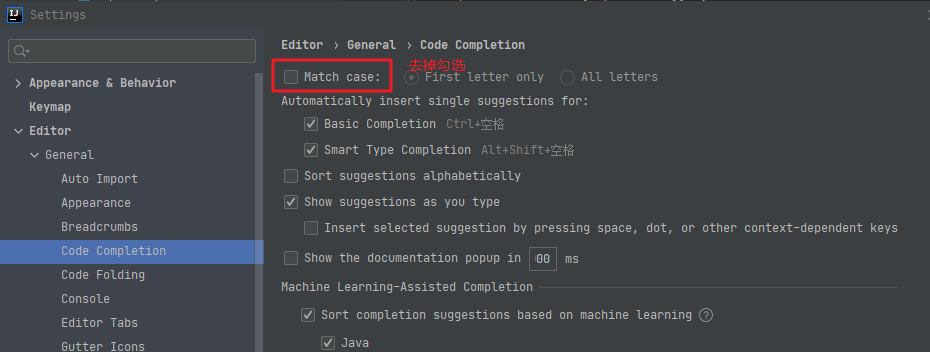 IJ
Settings
Appearance & Behavior
Keymap
Editor
General
Auto Import
Appearance
Breadcrumbs
Code Completion
Code Folding
Console
Editor Tabs
Gutter Icons
Editor › General › Code Completion
Match case: 去掉勾选 First letter only All letters
Automatically insert single suggestions for:
Basic Completion Ctrl+空格
Smart Type Completion Alt+Shift+空格
Sort suggestions alphabetically
Show suggestions as you type
Insert selected suggestion by pressing space, dot, or other context-dependent keys
Show the documentation popup in 00 ms
Machine Learning-Assisted Completion
Sort completion suggestions based on machine learning ?
Java